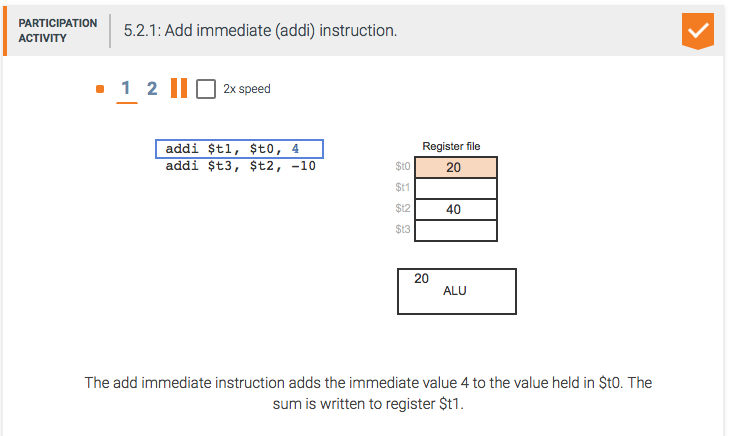 PARTICIPATION
ACTIVITY
5.2.1: Add immediate (addi) instruction.
1 2 2x speed
addi $t1, $t0, 4
addi $t3, $t2, -10
Register file
$t0 20
$t1
$t2 40
$t3
20
ALU
The add immediate instruction adds the immediate value 4 to the value held in $t0. The
sum is written to register $t1.